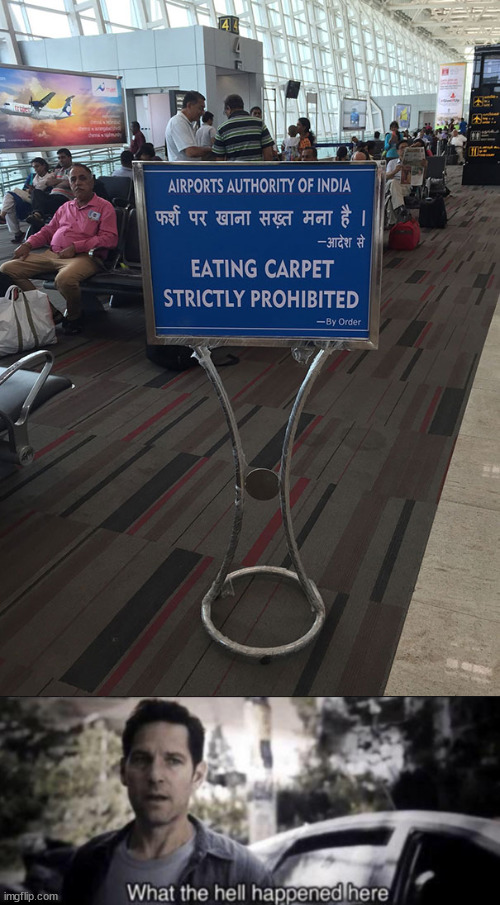 44
AIRPORTS AUTHORITY OF INDIA
फर्श पर खाना सख़्त मना है ।
–आदेश से
EATING CARPET
STRICTLY PROHIBITED
–By Order
What the hell happened here
imgflip.com